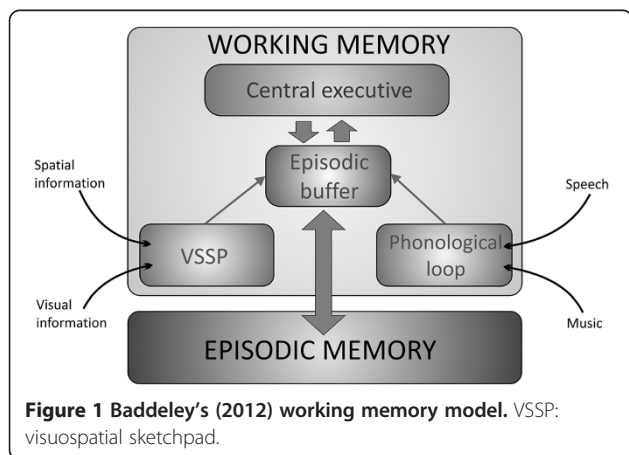 WORKING MEMORY
Central executive
Episodic
buffer
Spatial
information
Speech
VSSP
Phonological
loop
Visual
information
Music
EPISODIC MEMORY
Figure 1 Baddeley's (2012) working memory model. VSSP:
visuospatial sketchpad.